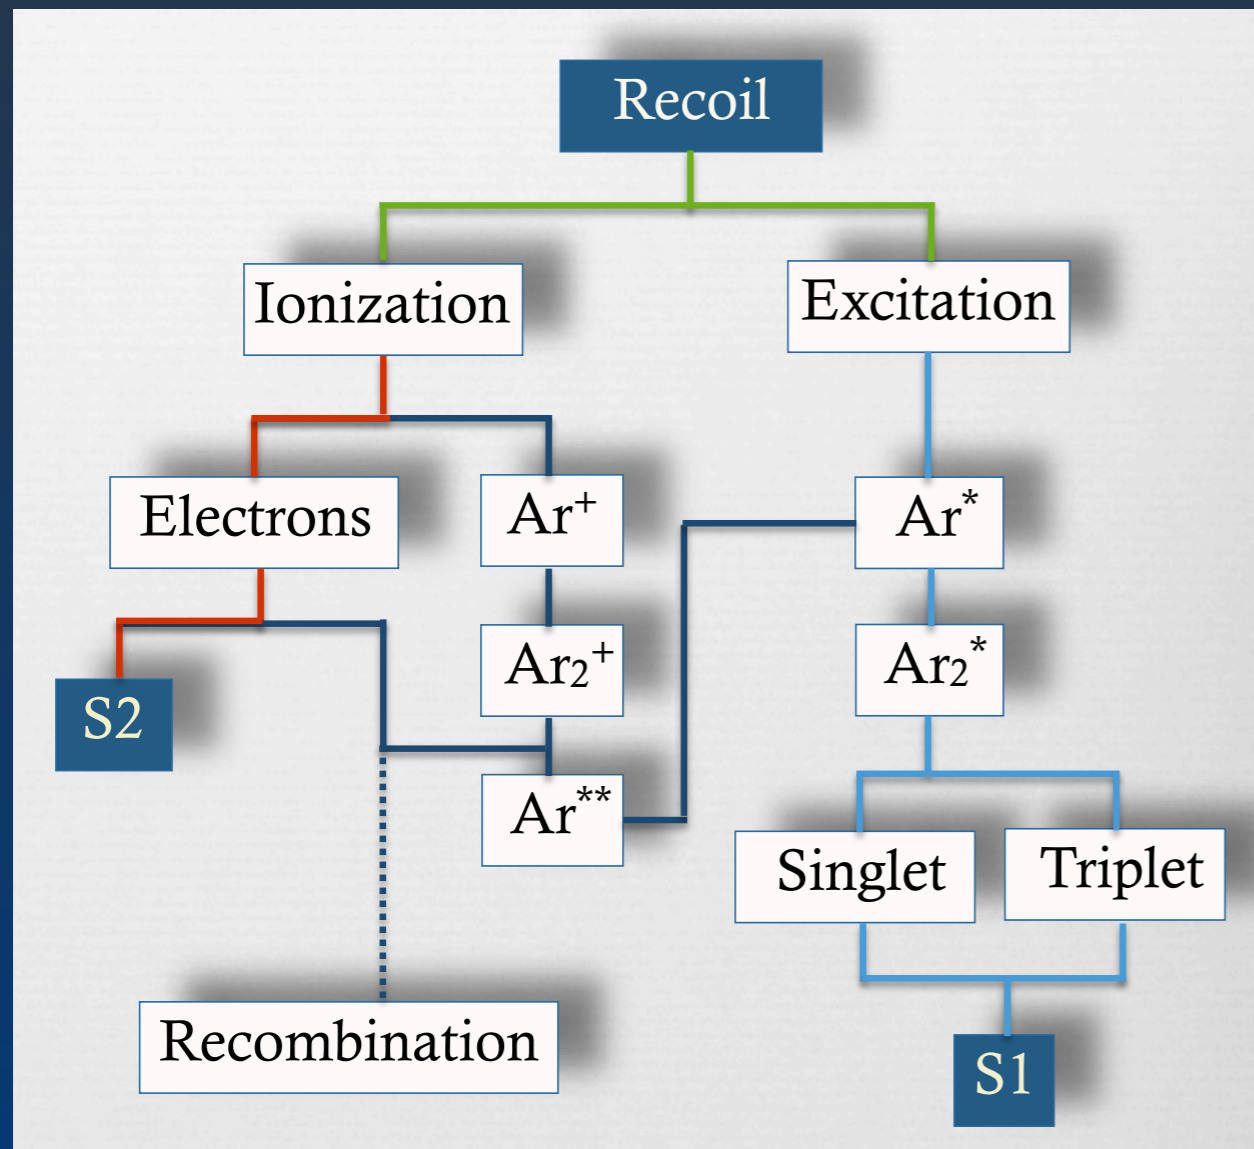 Recoil
Ionization
Excitation
Electrons
Ar⁺
Ar*
Ar₂⁺
Ar₂*
S2
Ar**
Singlet
Triplet
Recombination
S1